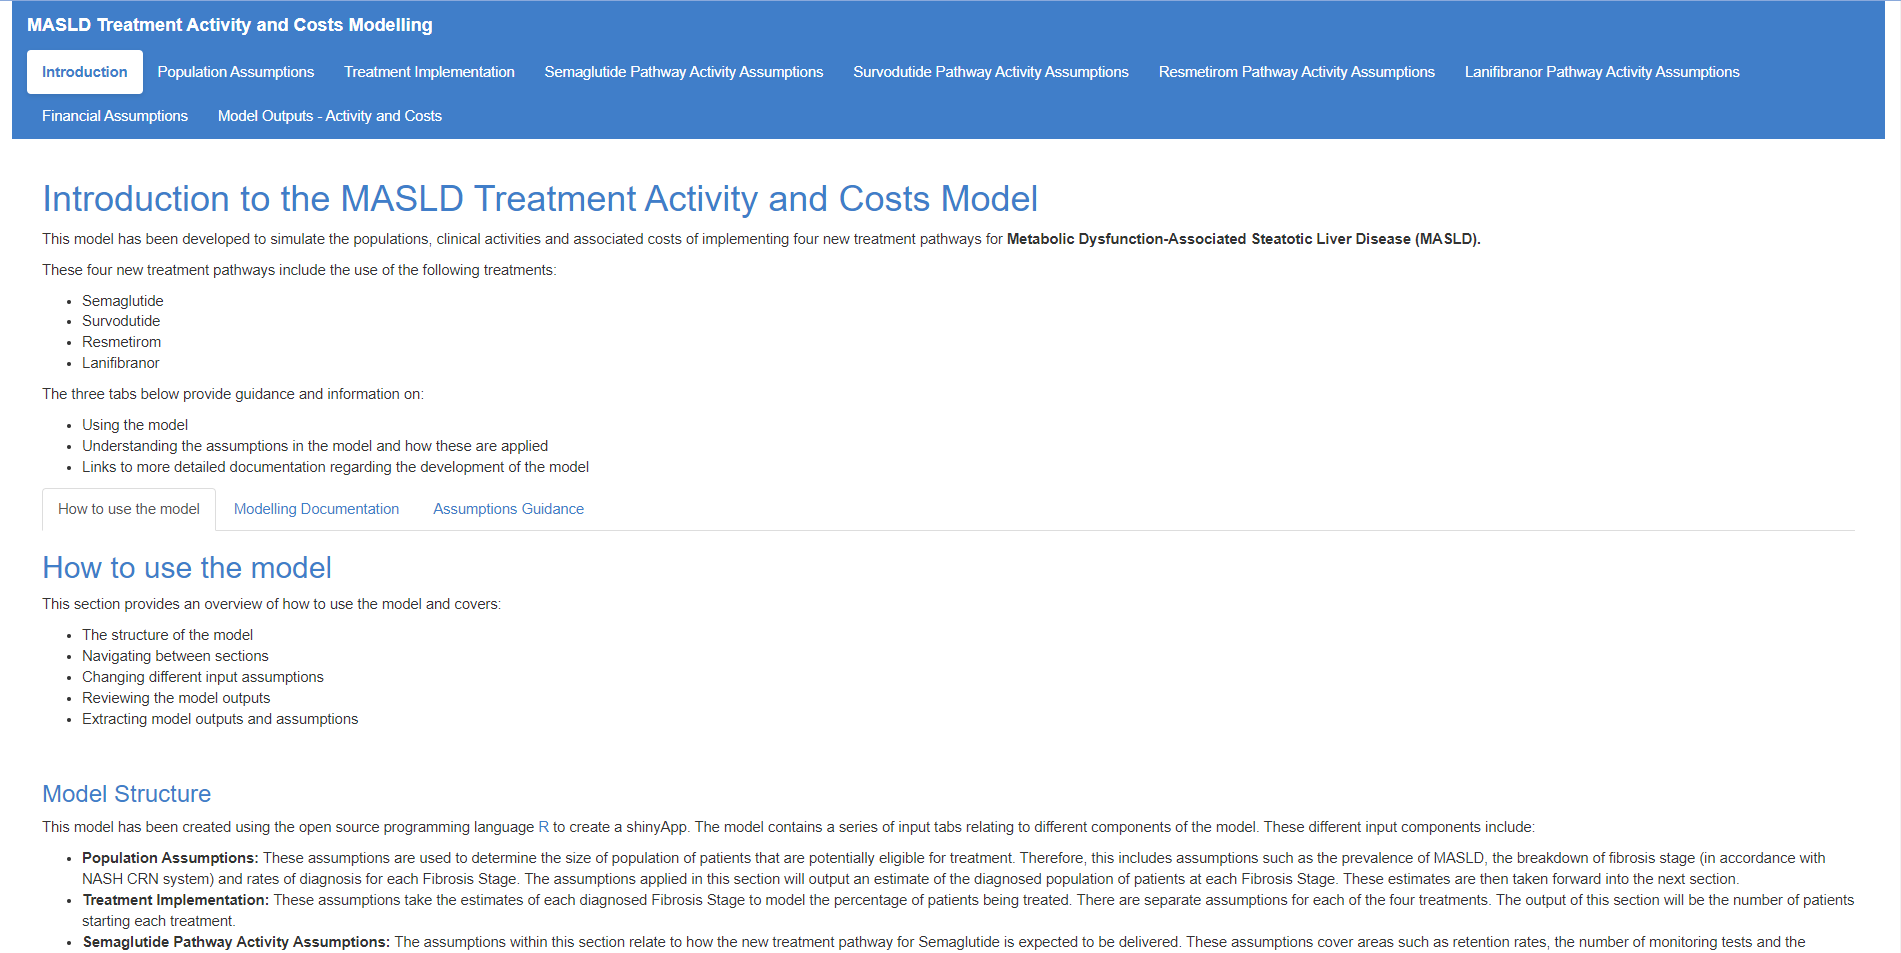 MASLD Treatment Activity and Costs Modelling
Introduction Population Assumptions Treatment Implementation Semaglutide Pathway Activity Assumptions Survodutide Pathway Activity Assumptions Resmetirom Pathway Activity Assumptions Lanifibranor Pathway Activity Assumptions
Financial Assumptions Model Outputs - Activity and Costs
Introduction to the MASLD Treatment Activity and Costs Model
This model has been developed to simulate the populations, clinical activities and associated costs of implementing four new treatment pathways for Metabolic Dysfunction-Associated Steatotic Liver Disease (MASLD).
These four new treatment pathways include the use of the following treatments:
• Semaglutide
• Survodutide
• Resmetirom
• Lanifibranor
The three tabs below provide guidance and information on:
• Using the model
• Understanding the assumptions in the model and how these are applied
• Links to more detailed documentation regarding the development of the model
How to use the model Modelling Documentation Assumptions Guidance
How to use the model
This section provides an overview of how to use the model and covers:
• The structure of the model
• Navigating between sections
• Changing different input assumptions
• Reviewing the model outputs
• Extracting model outputs and assumptions
Model Structure
This model has been created using the open source programming language R to create a shinyApp. The model contains a series of input tabs relating to different components of the model. These different input components include:
• Population Assumptions: These assumptions are used to determine the size of population of patients that are potentially eligible for treatment. Therefore, this includes assumptions such as the prevalence of MASLD, the breakdown of fibrosis stage (in accordance with
NASH CRN system) and rates of diagnosis for each Fibrosis Stage. The assumptions applied in this section will output an estimate of the diagnosed population of patients at each Fibrosis Stage. These estimates are then taken forward into the next section.
• Treatment Implementation: These assumptions take the estimates of each diagnosed Fibrosis Stage to model the percentage of patients being treated. There are separate assumptions for each of the four treatments. The output of this section will be the number of patients
starting each treatment.
• Semaglutide Pathway Activity Assumptions: The assumptions within this section relate to how the new treatment pathway for Semaglutide is expected to be delivered. These assumptions cover areas such as retention rates, the number of monitoring tests and the